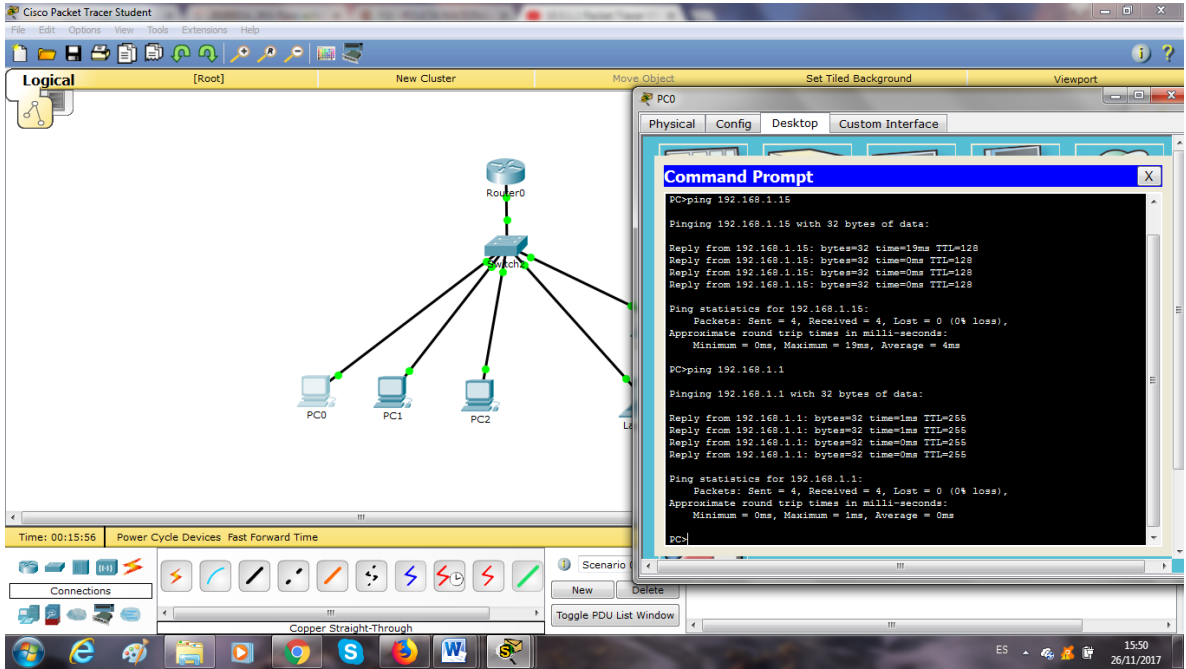 Cisco Packet Tracer Student
File Edit Options View Tools Extensions Help
Logical
[Root]
New Cluster
Move Object
Set Tiled Background
Viewport
Router0
Switch
PC0
PC1
PC2
La
PC0
Physical Config Desktop Custom Interface
Command Prompt
X
PC>ping 192.168.1.15
Pinging 192.168.1.15 with 32 bytes of data:
Reply from 192.168.1.15: bytes=32 time=19ms TTL=128
Reply from 192.168.1.15: bytes=32 time=0ms TTL=128
Reply from 192.168.1.15: bytes=32 time=0ms TTL=128
Reply from 192.168.1.15: bytes=32 time=0ms TTL=128
Ping statistics for 192.168.1.15:
Packets: Sent = 4, Received = 4, Lost = 0 (0% loss),
Approximate round trip times in milli-seconds:
Minimum = 0ms, Maximum = 19ms, Average = 4ms
PC>ping 192.168.1.1
Pinging 192.168.1.1 with 32 bytes of data:
Reply from 192.168.1.1: bytes=32 time=1ms TTL=255
Reply from 192.168.1.1: bytes=32 time=1ms TTL=255
Reply from 192.168.1.1: bytes=32 time=0ms TTL=255
Reply from 192.168.1.1: bytes=32 time=0ms TTL=255
Ping statistics for 192.168.1.1:
Packets: Sent = 4, Received = 4, Lost = 0 (0% loss),
Approximate round trip times in milli-seconds:
Minimum = 0ms, Maximum = 1ms, Average = 0ms
PC>
Time: 00:15:56 Power Cycle Devices Fast Forward Time
Connections
Copper Straight-Through
Scenario
New Delete
Toggle PDU List Window
ES
15:50
26/11/2017